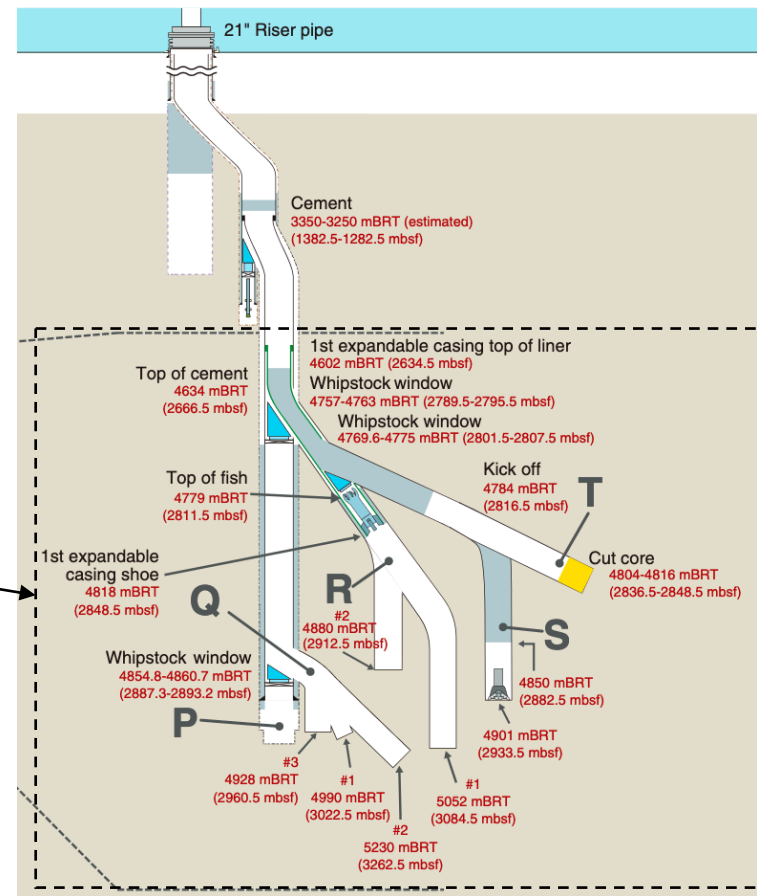 21" Riser pipe
Cement
3350-3250 mBRT (estimated)
(1382.5-1282.5 mbsf)
1st expandable casing top of liner
4602 mBRT (2634.5 mbsf)
Whipstock window
4757-4763 mBRT (2789.5-2795.5 mbsf)
Whipstock window
4769.6-4775 mBRT (2801.5-2807.5 mbsf)
Top of cement
4634 mBRT
(2666.5 mbsf)
Top of fish
4779 mBRT
(2811.5 mbsf)
Kick off
4784 mBRT
(2816.5 mbsf)
T
Cut core
4804-4816 mBRT
(2836.5-2848.5 mbsf)
1st expandable
casing shoe
4818 mBRT
(2848.5 mbsf)
Q
R
#2
4880 mBRT
(2912.5 mbsf)
S
Whipstock window
4854.8-4860.7 mBRT
(2887.3-2893.2 mbsf)
P
4850 mBRT
(2882.5 mbsf)
4901 mBRT
(2933.5 mbsf)
#3
4928 mBRT
(2960.5 mbsf)
#1
4990 mBRT
(3022.5 mbsf)
#2
5230 mBRT
(3262.5 mbsf)
#1
5052 mBRT
(3084.5 mbsf)